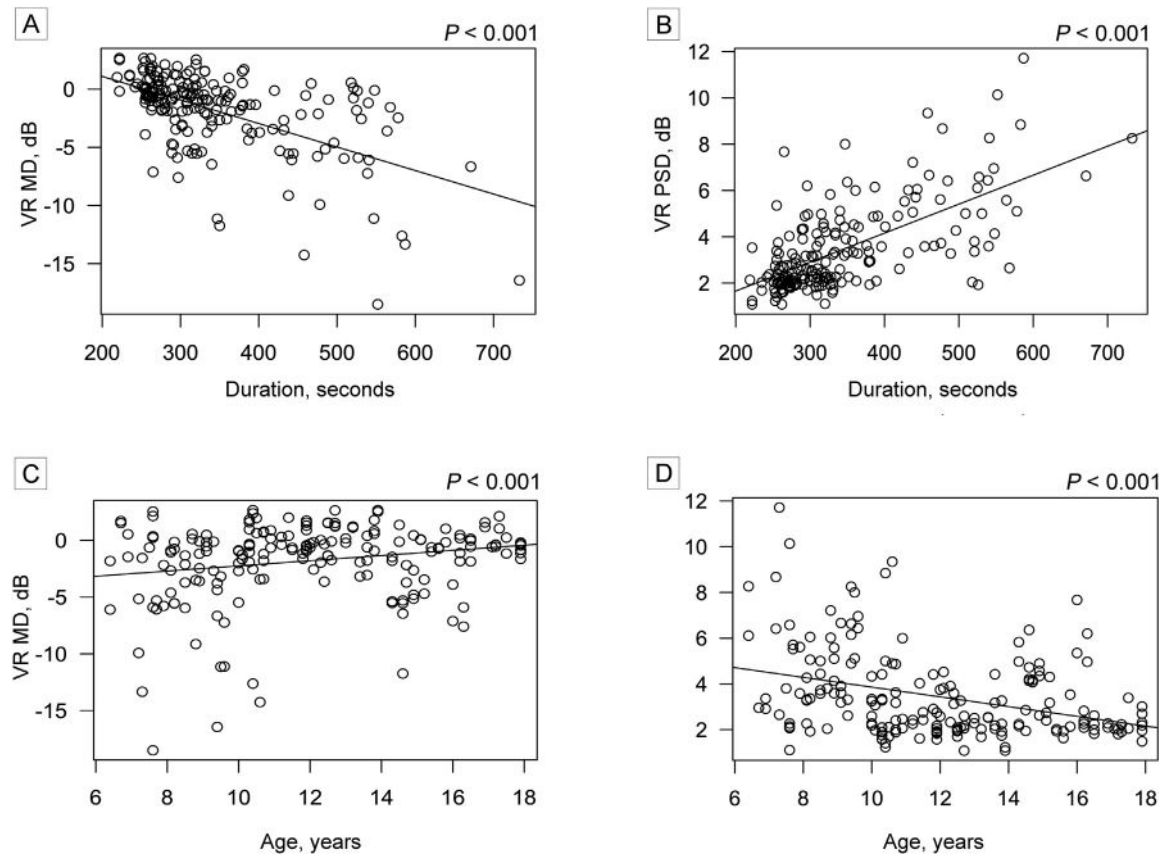 A
P < 0.001
VR MD, dB
0
-5
-10
-15
200 300 400 500 600 700
Duration, seconds
B
P < 0.001
VR PSD, dB
12
10
8
6
4
2
200 300 400 500 600 700
Duration, seconds
C
P < 0.001
VR MD, dB
0
-5
-10
-15
6 8 10 12 14 16 18
Age, years
D
P < 0.001
12
10
8
6
4
2
6 8 10 12 14 16 18
Age, years